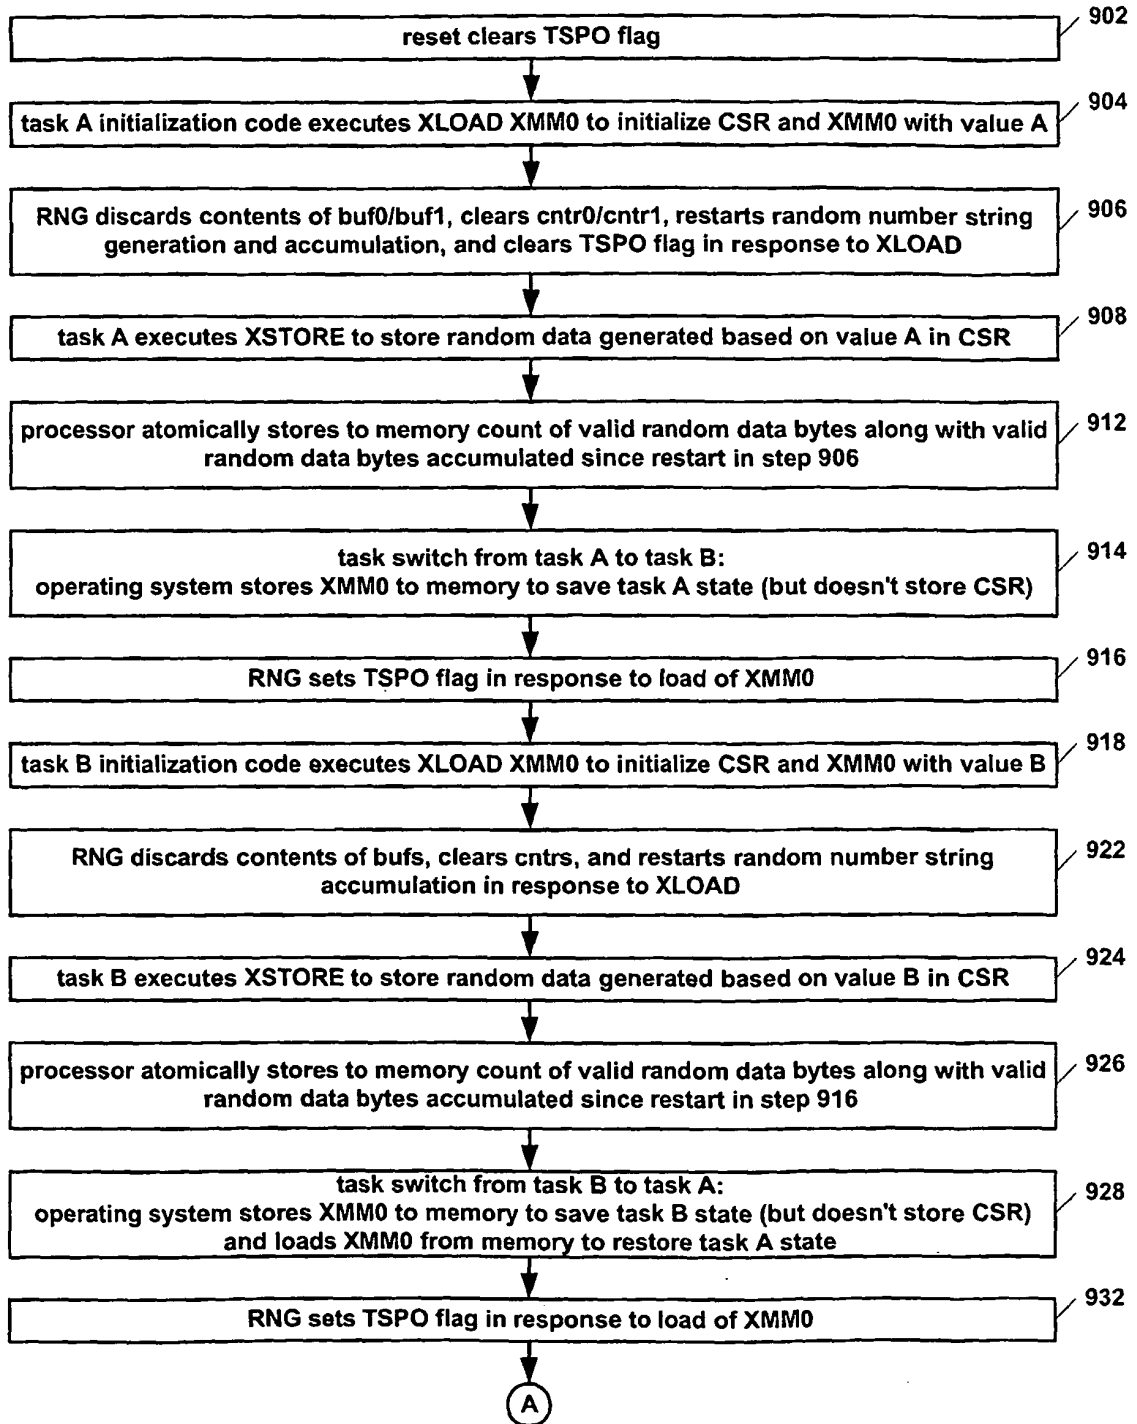 902
reset clears TSPO flag
904
task A initialization code executes XLOAD XMM0 to initialize CSR and XMM0 with value A
906
RNG discards contents of buf0/buf1, clears cntr0/cntr1, restarts random number string
generation and accumulation, and clears TSPO flag in response to XLOAD
908
task A executes XSTORE to store random data generated based on value A in CSR
912
processor atomically stores to memory count of valid random data bytes along with valid
random data bytes accumulated since restart in step 906
914
task switch from task A to task B:
operating system stores XMM0 to memory to save task A state (but doesn't store CSR)
916
RNG sets TSPO flag in response to load of XMM0
918
task B initialization code executes XLOAD XMM0 to initialize CSR and XMM0 with value B
922
RNG discards contents of bufs, clears cntrs, and restarts random number string
accumulation in response to XLOAD
924
task B executes XSTORE to store random data generated based on value B in CSR
926
processor atomically stores to memory count of valid random data bytes along with valid
random data bytes accumulated since restart in step 916
928
task switch from task B to task A:
operating system stores XMM0 to memory to save task B state (but doesn't store CSR)
and loads XMM0 from memory to restore task A state
932
RNG sets TSPO flag in response to load of XMM0
A